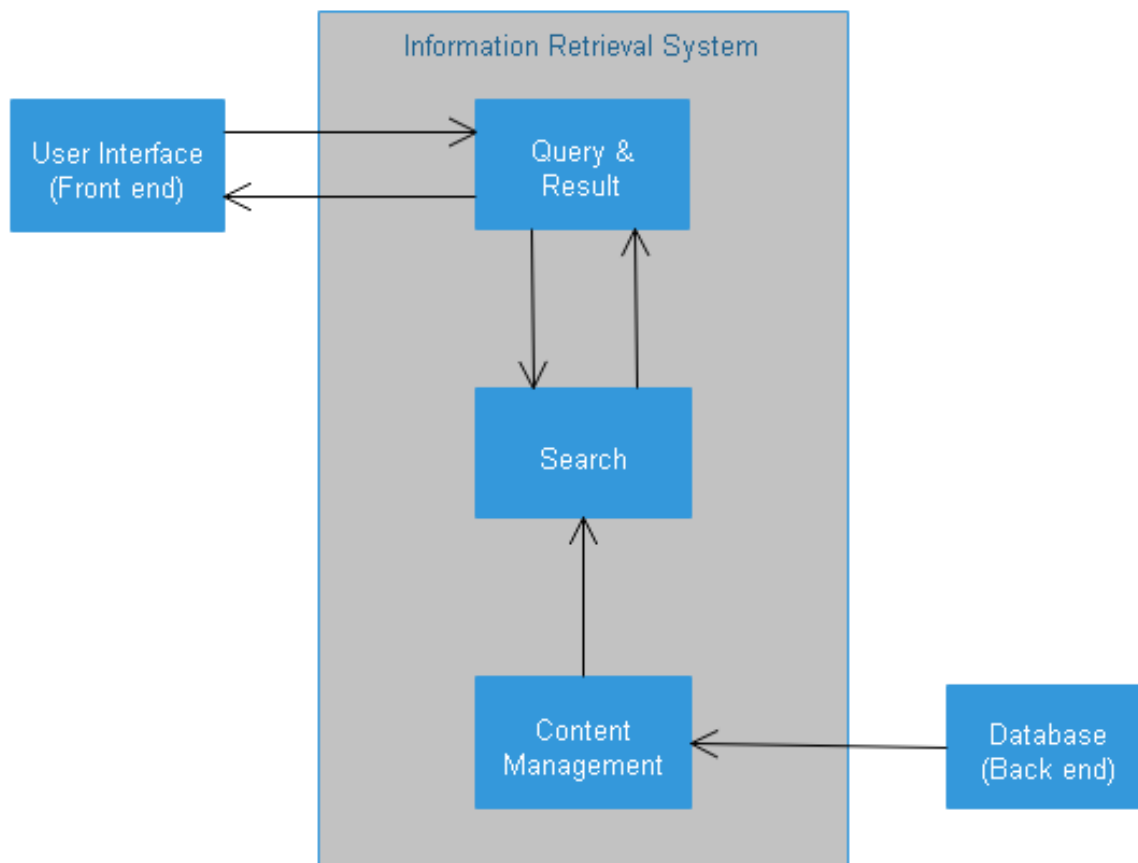 Information Retrieval System
User Interface
(Front end)
Query &
Result
Search
Content
Management
Database
(Back end)